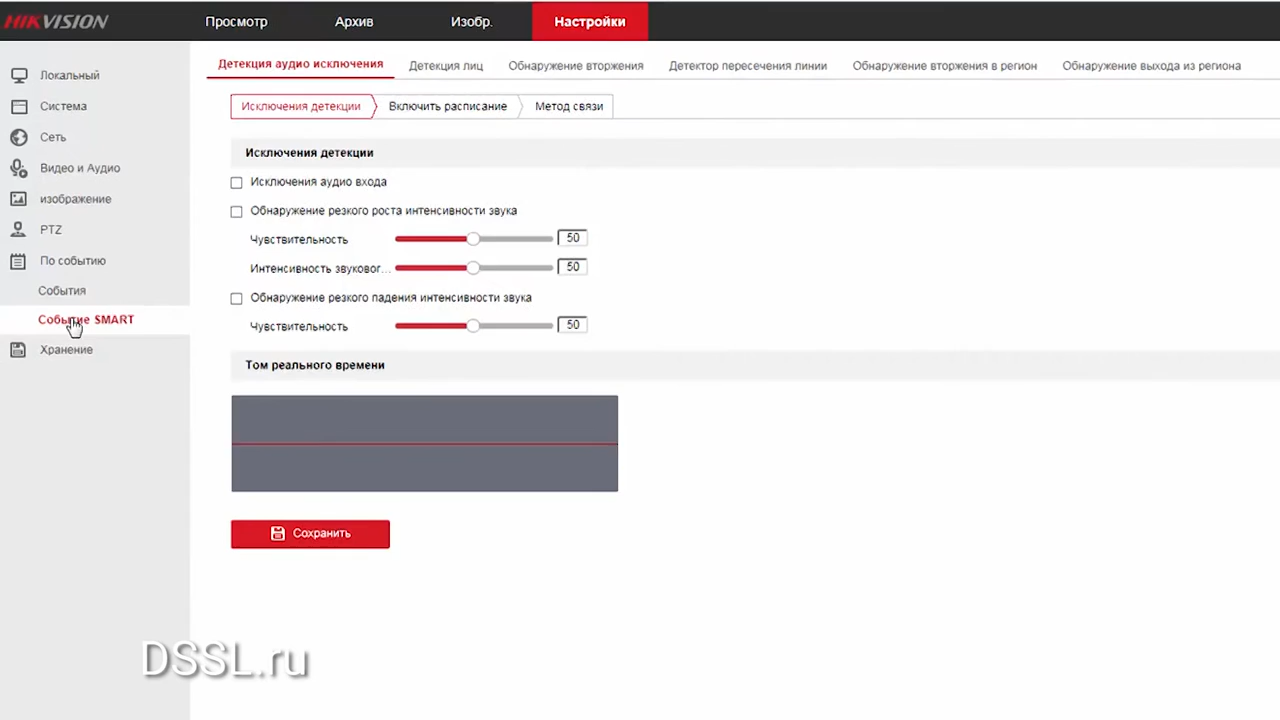 HIKVISION
Просмотр
Архив
Изобр.
Настройки
Локальный
Система
Сеть
Видео и Аудио
изображение
PTZ
По событию
События
Событие SMART
Хранение
Детекция аудио исключения
Детекция лиц
Обнаружение вторжения
Детектор пересечения линии
Обнаружение вторжения в регион
Обнаружение выхода из региона
Исключения детекции
Включить расписание
Метод связи
Исключения детекции
Исключения аудио входа
Обнаружение резкого роста интенсивности звука
Чувствительность
50
Интенсивность звуковог...
50
Обнаружение резкого падения интенсивности звука
Чувствительность
50
Том реального времени
Сохранить
DSSL.ru